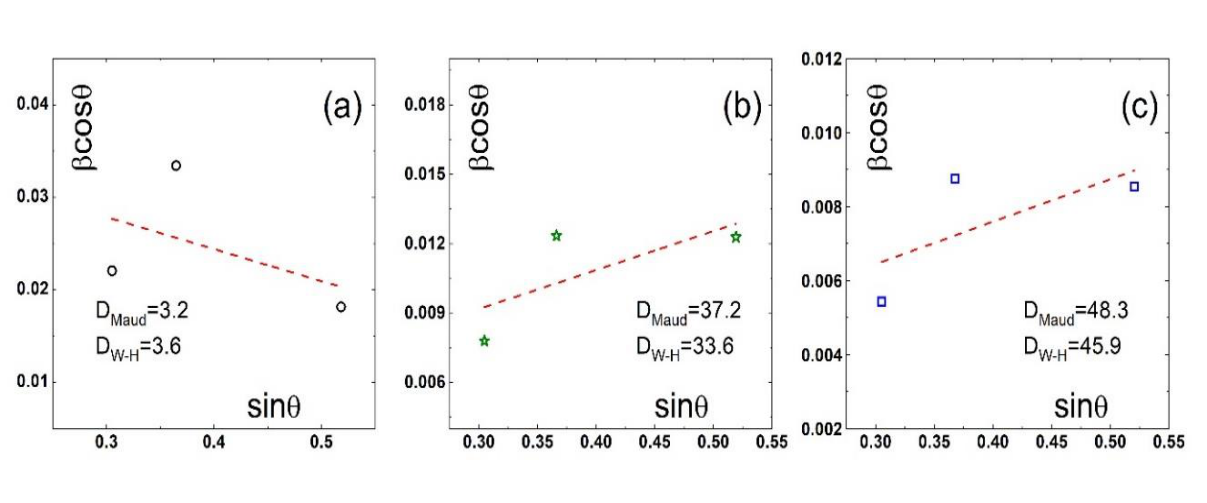 (a)
βcosθ
0.04
0.03
0.02
0.01
D_Maud=3.2
D_W-H=3.6
sinθ
0.3 0.4 0.5
(b)
βcosθ
0.018
0.015
0.012
0.009
0.006
D_Maud=37.2
D_W-H=33.6
sinθ
0.30 0.35 0.40 0.45 0.50 0.55
(c)
βcosθ
0.012
0.010
0.008
0.006
0.004
0.002
D_Maud=48.3
D_W-H=45.9
sinθ
0.30 0.35 0.40 0.45 0.50 0.55